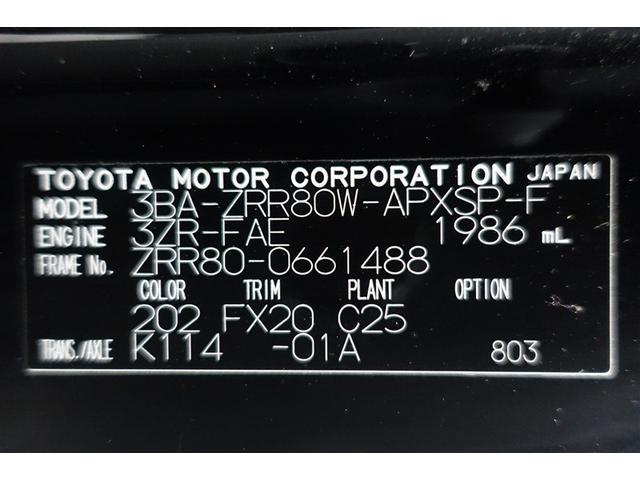 TOYOTA MOTOR CORPORATION JAPAN
MODEL 3BA-ZRR80W-APXSP-F
ENGINE 3ZR-FAE 1986 mL
FRAME No. ZRR80-0661488
COLOR TRIM PLANT OPTION
202 FX20 C25
TRANS./AXLE K114 -01A 803